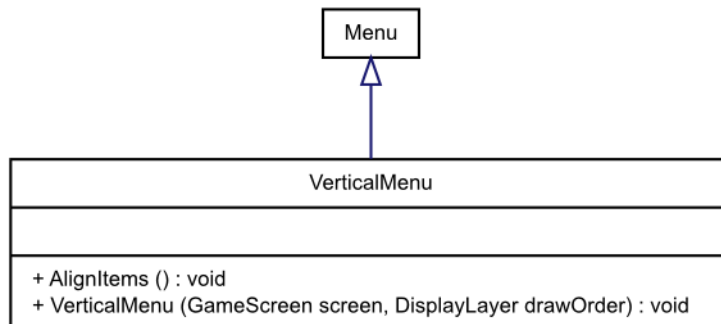 Menu
VerticalMenu
+ AlignItems () : void
+ VerticalMenu (GameScreen screen, DisplayLayer drawOrder) : void